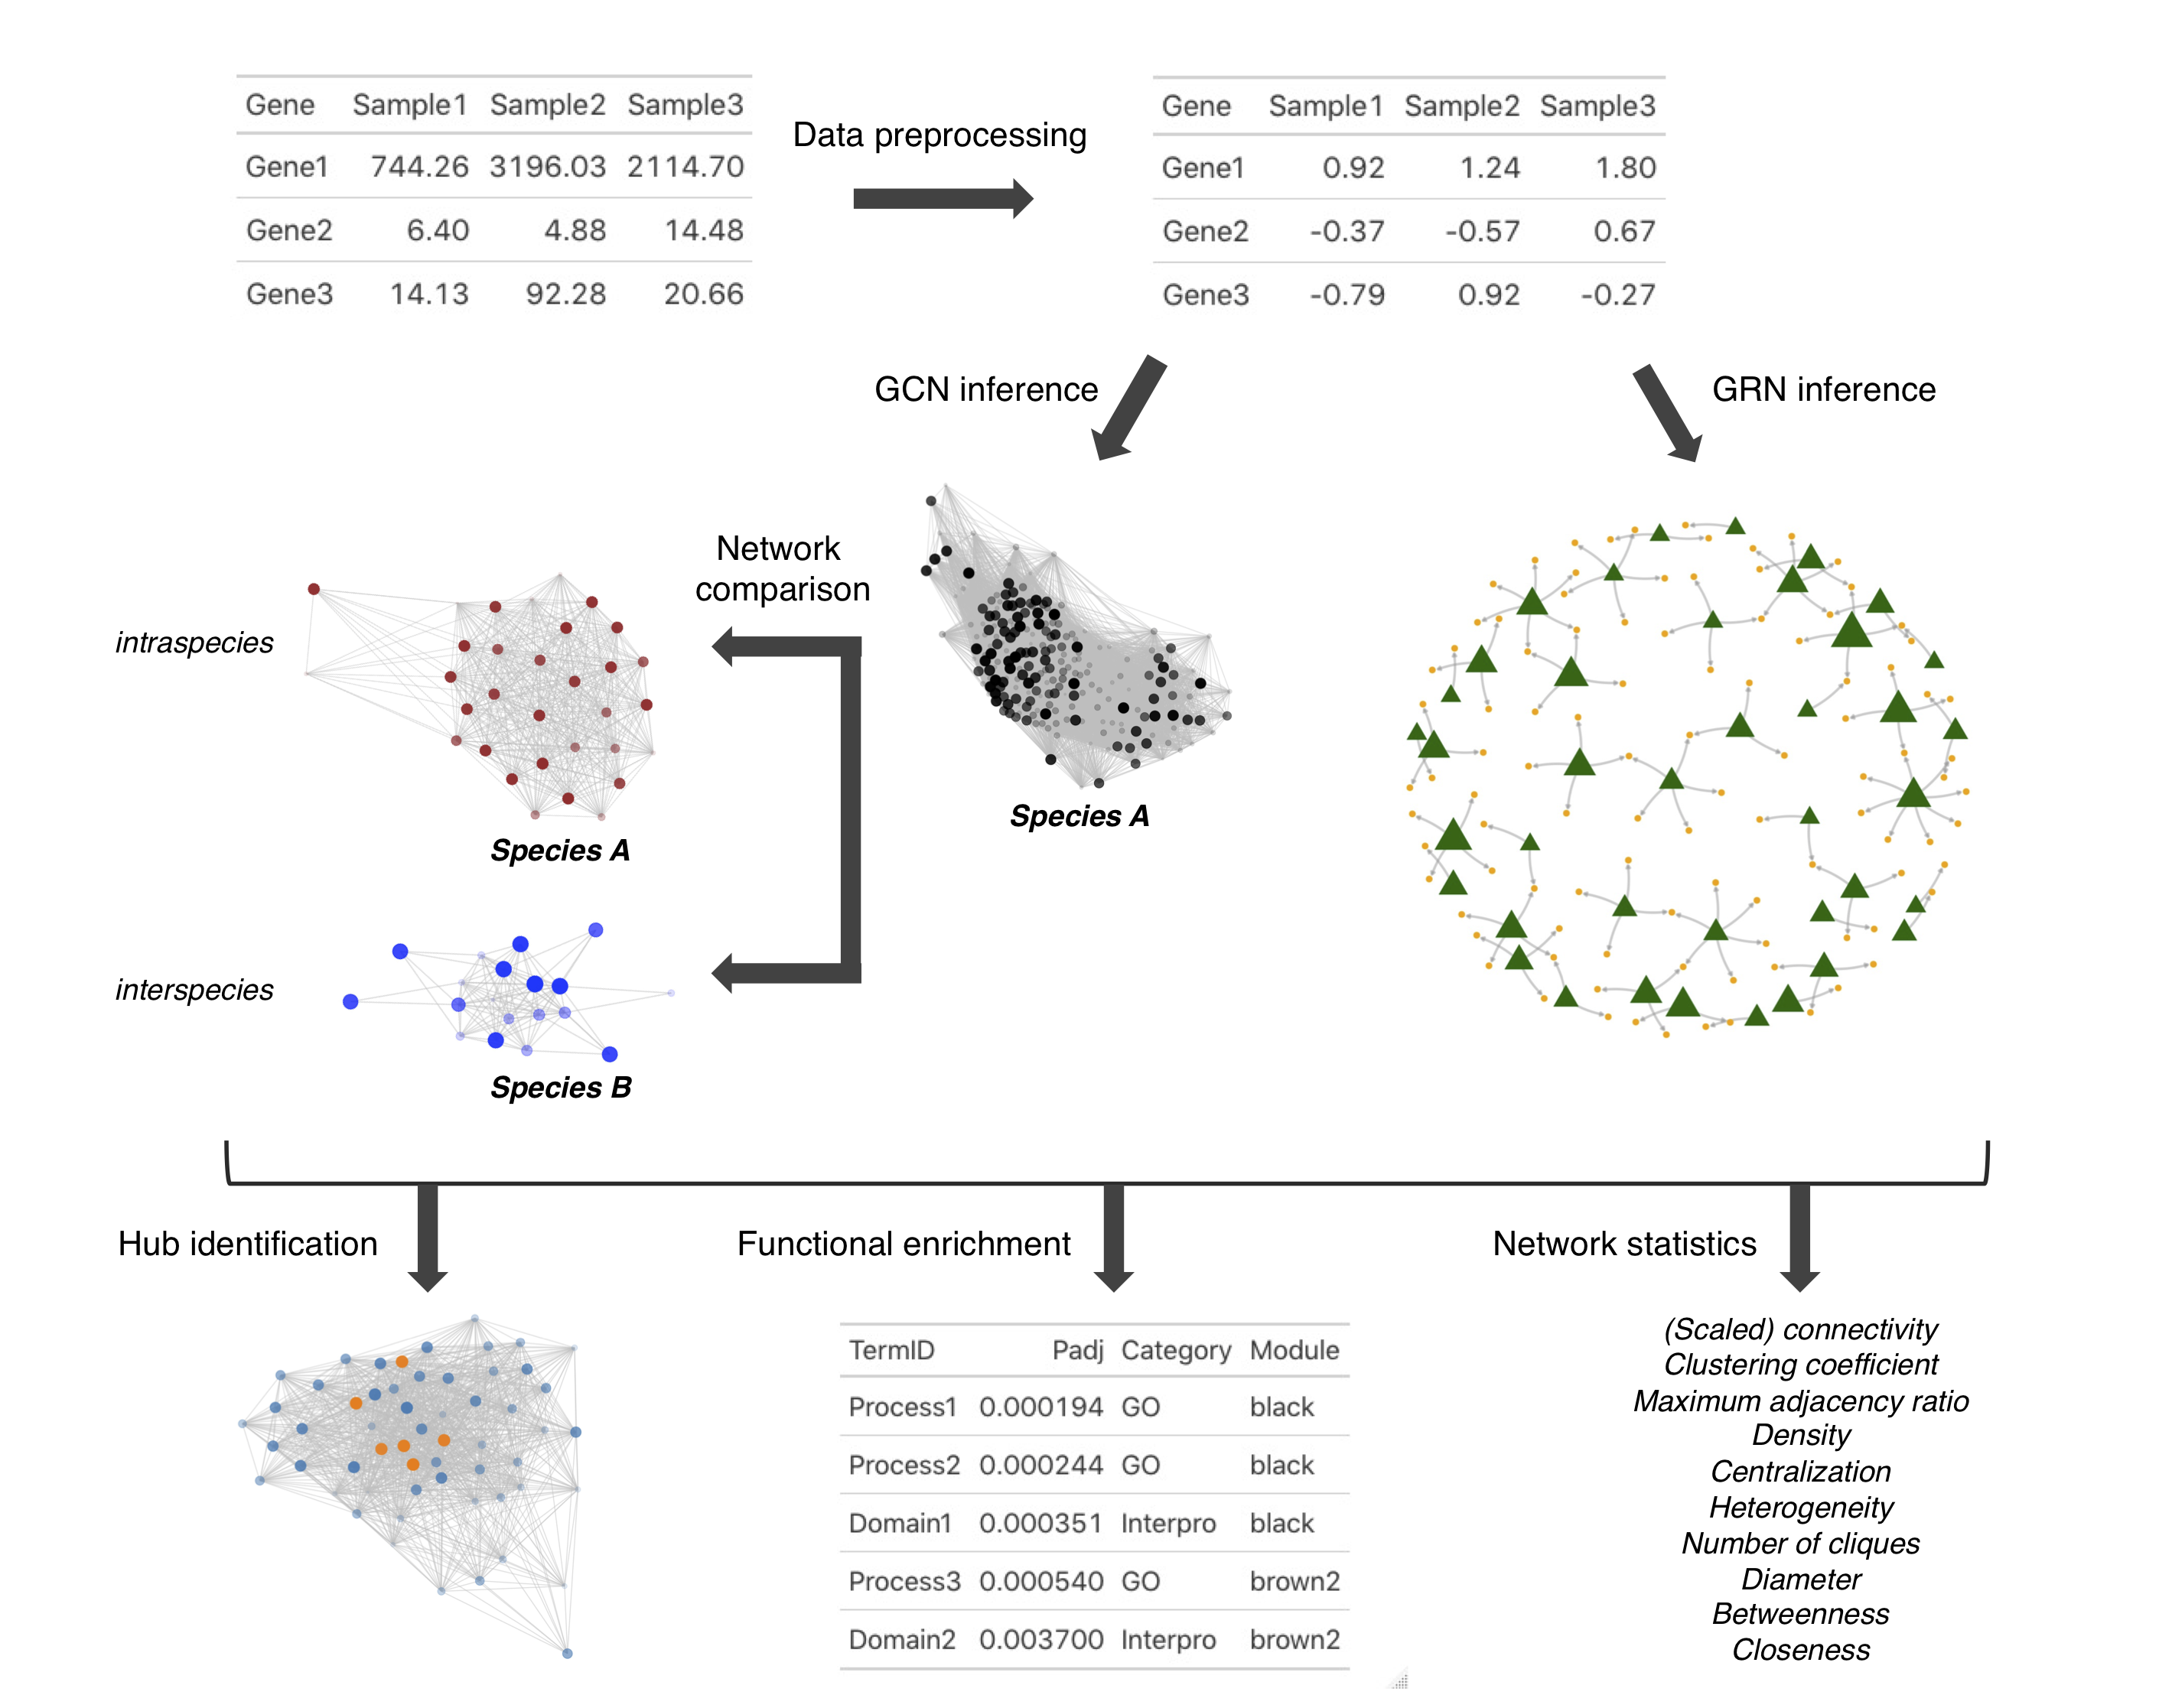 Gene Sample1 Sample2 Sample3
Gene1 744.26 3196.03 2114.70
Gene2 6.40 4.88 14.48
Gene3 14.13 92.28 20.66
Data preprocessing
Gene Sample1 Sample2 Sample3
Gene1 0.92 1.24 1.80
Gene2 -0.37 -0.57 0.67
Gene3 -0.79 0.92 -0.27
GCN inference
GRN inference
Network
comparison
intraspecies
Species A
Species A
interspecies
Species B
Hub identification
Functional enrichment
Network statistics
TermID Padj Category Module
Process1 0.000194 GO black
Process2 0.000244 GO black
Domain1 0.000351 Interpro black
Process3 0.000540 GO brown2
Domain2 0.003700 Interpro brown2
(Scaled) connectivity
Clustering coefficient
Maximum adjacency ratio
Density
Centralization
Heterogeneity
Number of cliques
Diameter
Betweenness
Closeness